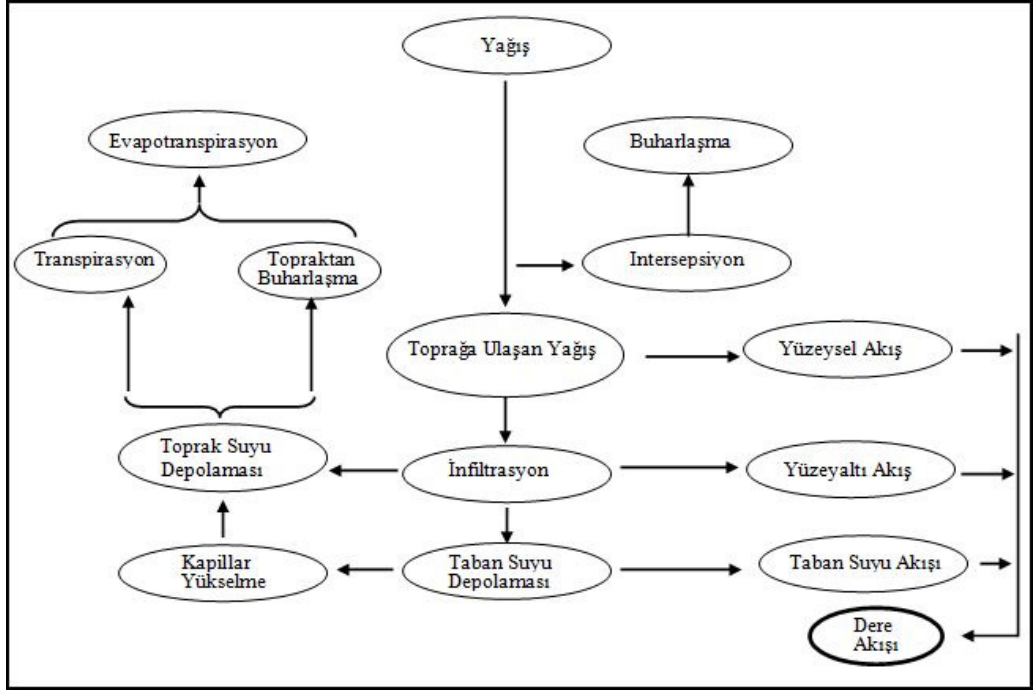 Yağış
Evapotranspirasyon
Buharlaşma
Transpirasyon
Topraktan
Buharlaşma
Intersepsiyon
Toprağa Ulaşan Yağış
Yüzeysel Akış
Toprak Suyu
Depolaması
İnfiltrasyon
Yüzeyaltı Akış
Kapillar
Yükselme
Taban Suyu
Depolaması
Taban Suyu Akışı
Dere
Akışı